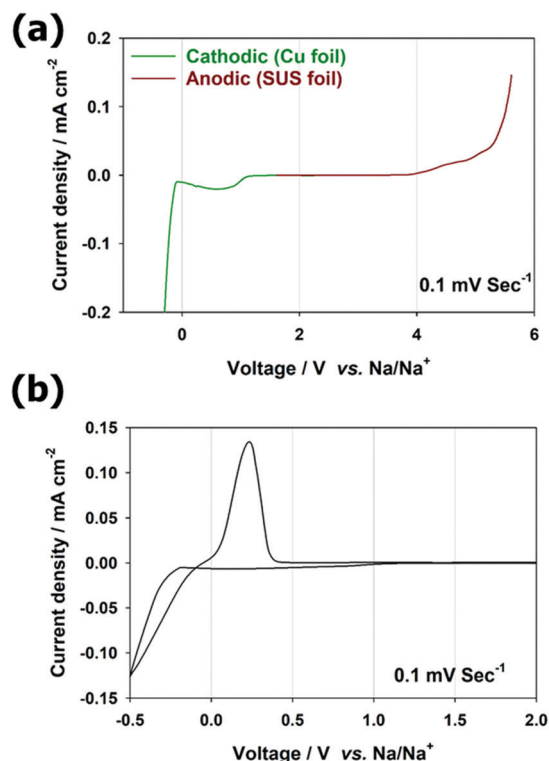 (a)
0.2
Cathodic (Cu foil)
Anodic (SUS foil)
0.1
0.0
-0.1
-0.2
Current density / mA cm⁻²
0.1 mV Sec⁻¹
0 2 4 6
Voltage / V vs. Na/Na⁺
(b)
0.15
0.10
0.05
0.00
-0.05
-0.10
-0.15
Current density / mA cm⁻²
0.1 mV Sec⁻¹
-0.5 0.0 0.5 1.0 1.5 2.0
Voltage / V vs. Na/Na⁺